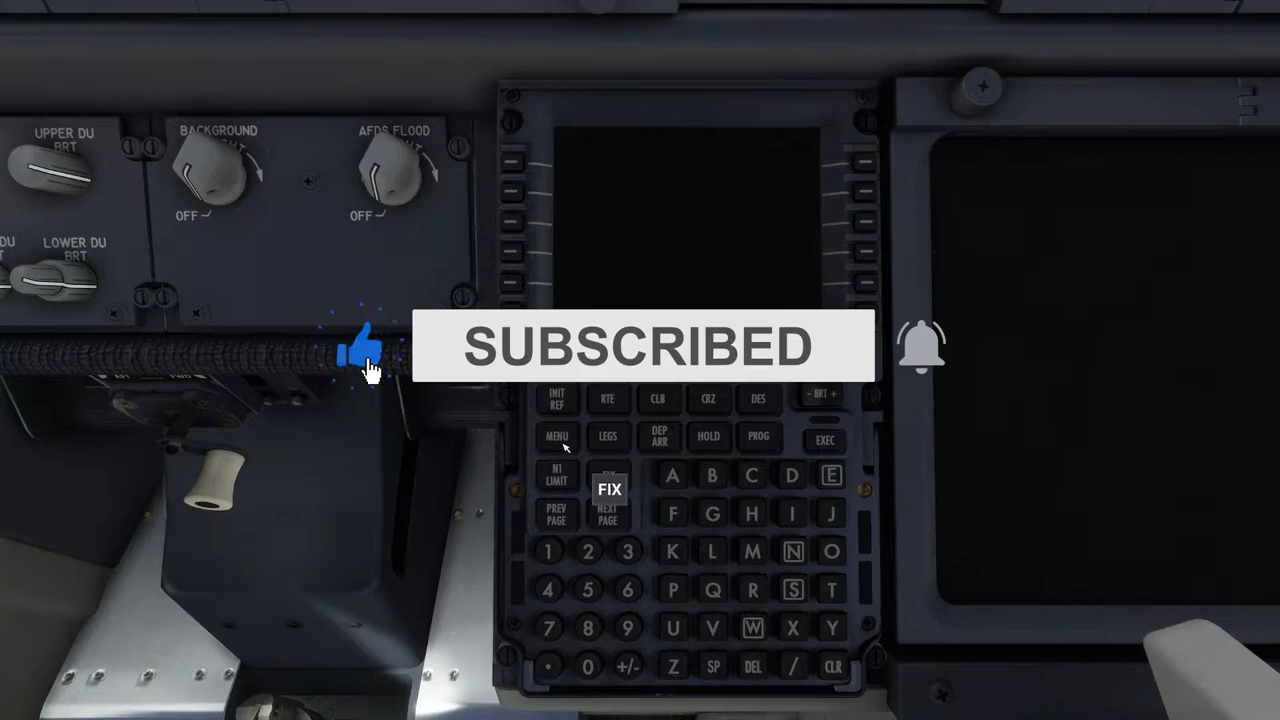 UPPER DU
BRT
BACKGROUND
AFDS FLOOD
OFF
OFF
DU
LOWER DU
BRT
SUBSCRIBED
INIT
REF
RTE
CLB
CRZ
DES
- BRT +
MENU
LEGS
DEP
ARR
HOLD
PROG
EXEC
N1
LIMIT
FIX
PREV
PAGE
NEXT
PAGE
A B C D E
F G H I J
1 2 3 K L M N O
4 5 6 P Q R S T
7 8 9 U V W X Y
. 0 +/- Z SP DEL / CLR